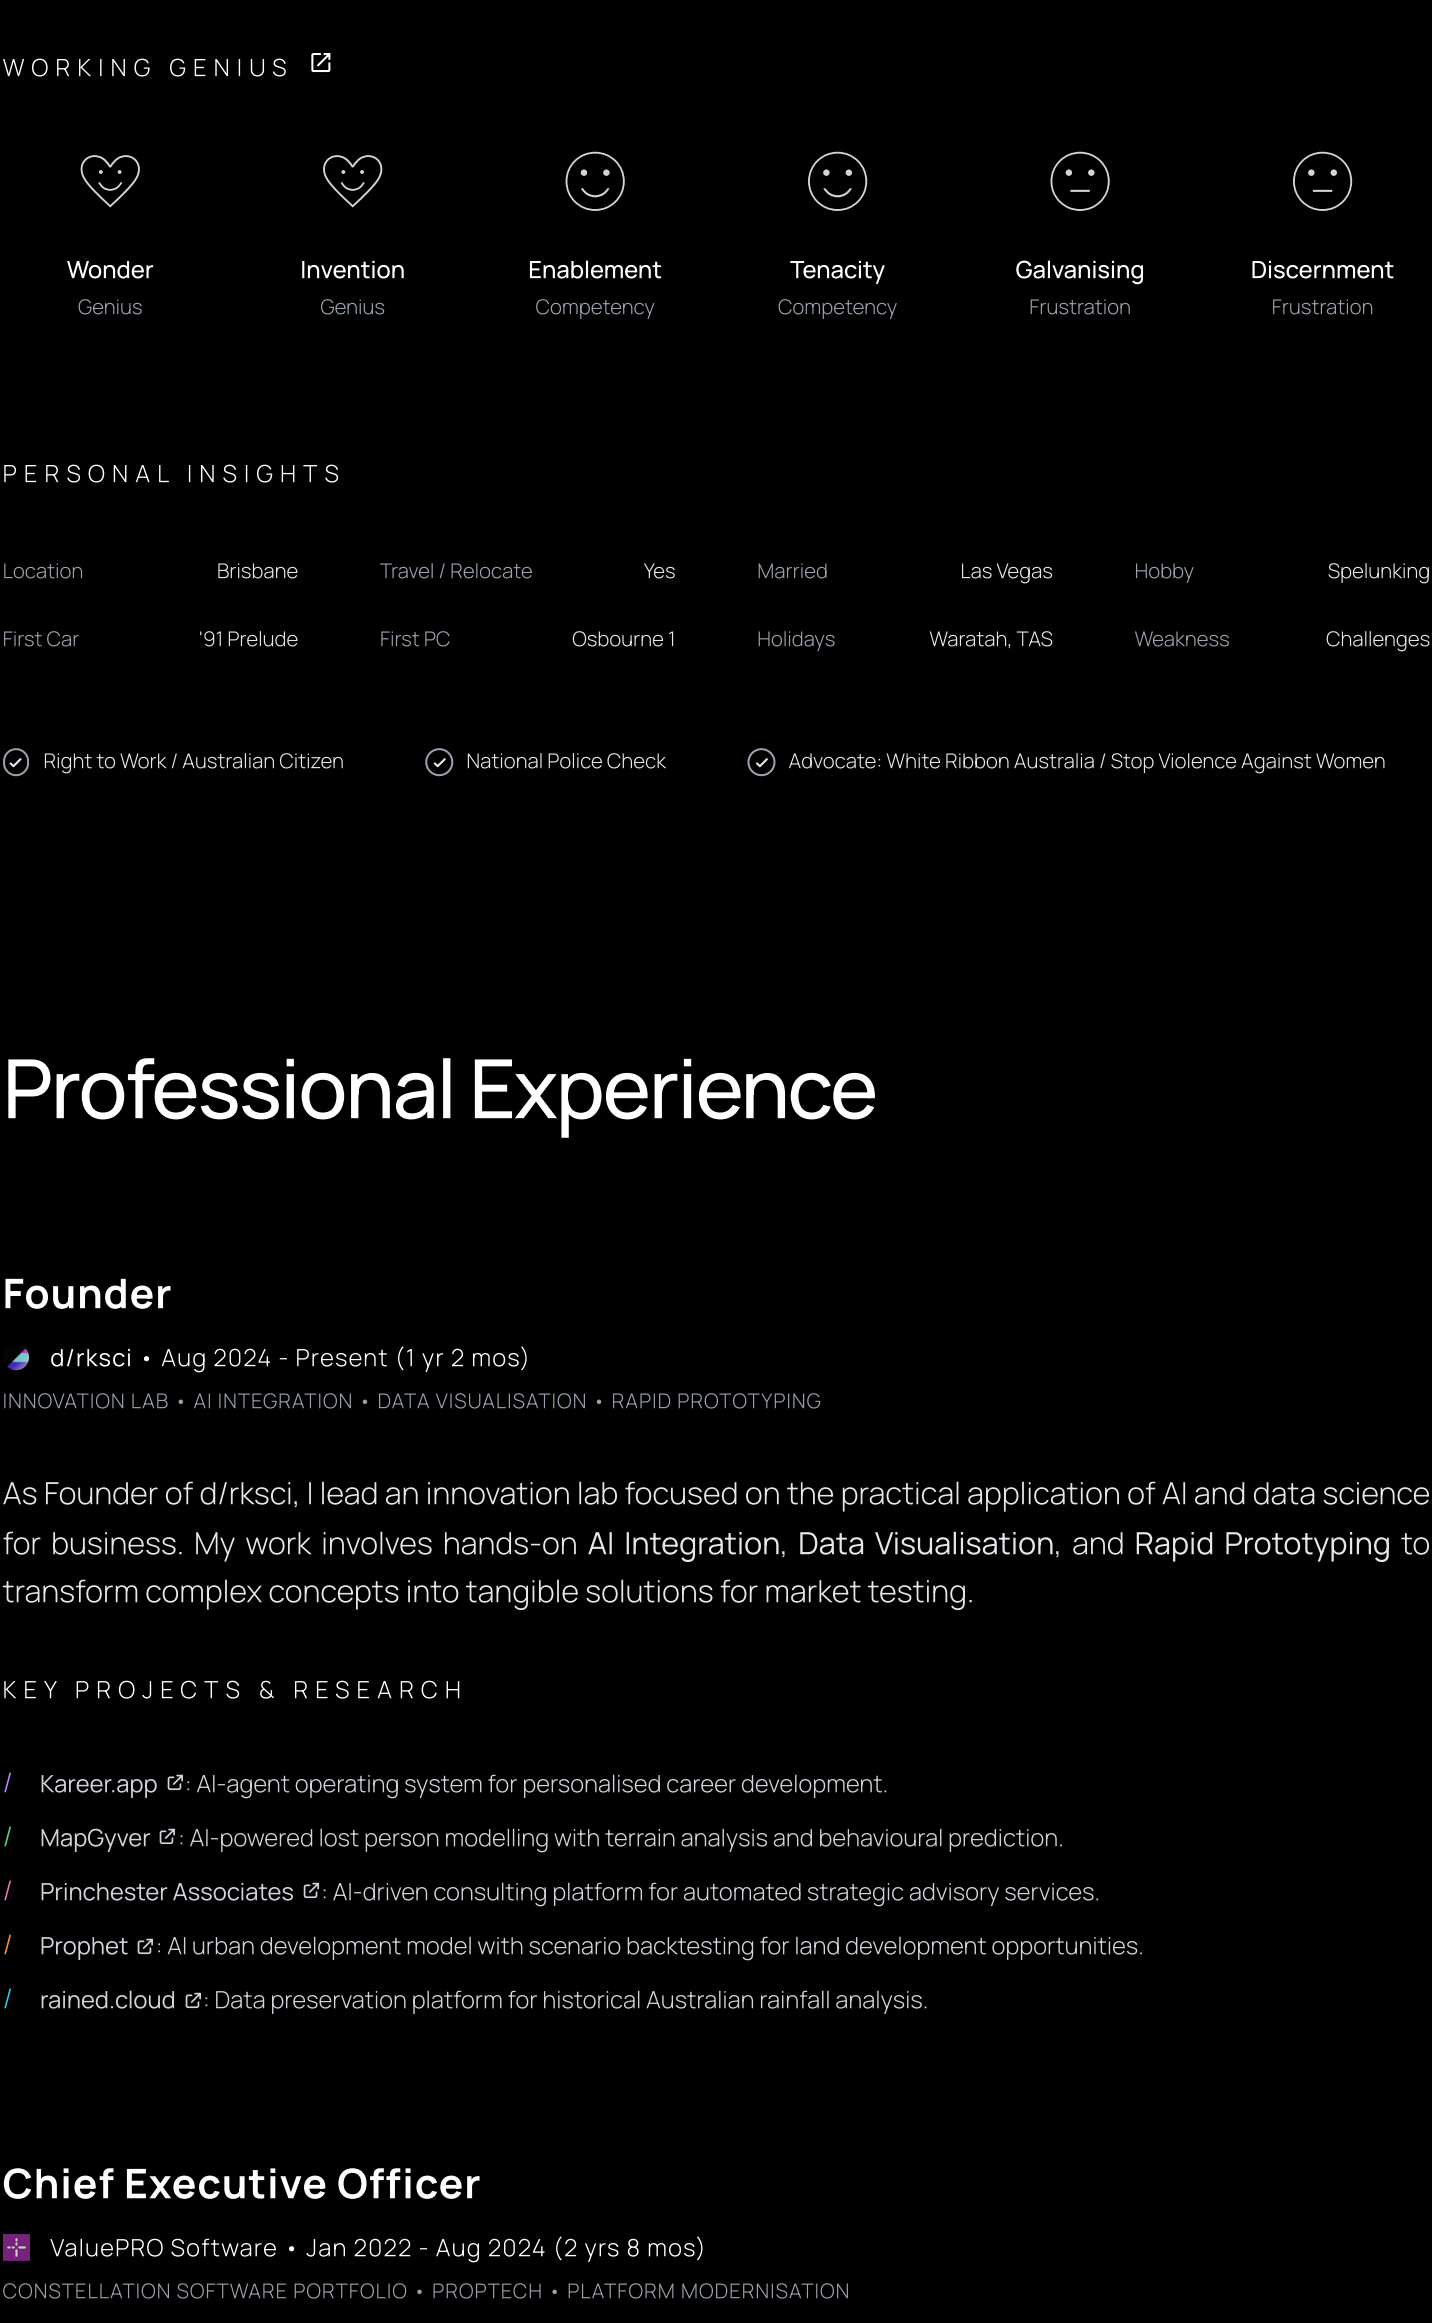 WORKING GENIUS
Wonder Invention Enablement Tenacity Galvanising Discernment
Genius Genius Competency Competency Frustration Frustration
PERSONAL INSIGHTS
Location Brisbane Travel / Relocate Yes Married Las Vegas Hobby Spelunking
First Car '91 Prelude First PC Osbourne 1 Holidays Waratah, TAS Weakness Challenges
Right to Work / Australian Citizen National Police Check Advocate: White Ribbon Australia / Stop Violence Against Women
Professional Experience
Founder
d/rksci • Aug 2024 - Present (1 yr 2 mos)
INNOVATION LAB • AI INTEGRATION • DATA VISUALISATION • RAPID PROTOTYPING
As Founder of d/rksci, I lead an innovation lab focused on the practical application of AI and data science
for business. My work involves hands-on AI Integration, Data Visualisation, and Rapid Prototyping to
transform complex concepts into tangible solutions for market testing.
KEY PROJECTS & RESEARCH
/ Kareer.app : AI-agent operating system for personalised career development.
/ MapGyver : AI-powered lost person modelling with terrain analysis and behavioural prediction.
/ Princhester Associates : AI-driven consulting platform for automated strategic advisory services.
/ Prophet : AI urban development model with scenario backtesting for land development opportunities.
/ rained.cloud : Data preservation platform for historical Australian rainfall analysis.
Chief Executive Officer
ValuePRO Software • Jan 2022 - Aug 2024 (2 yrs 8 mos)
CONSTELLATION SOFTWARE PORTFOLIO • PROPTECH • PLATFORM MODERNISATION